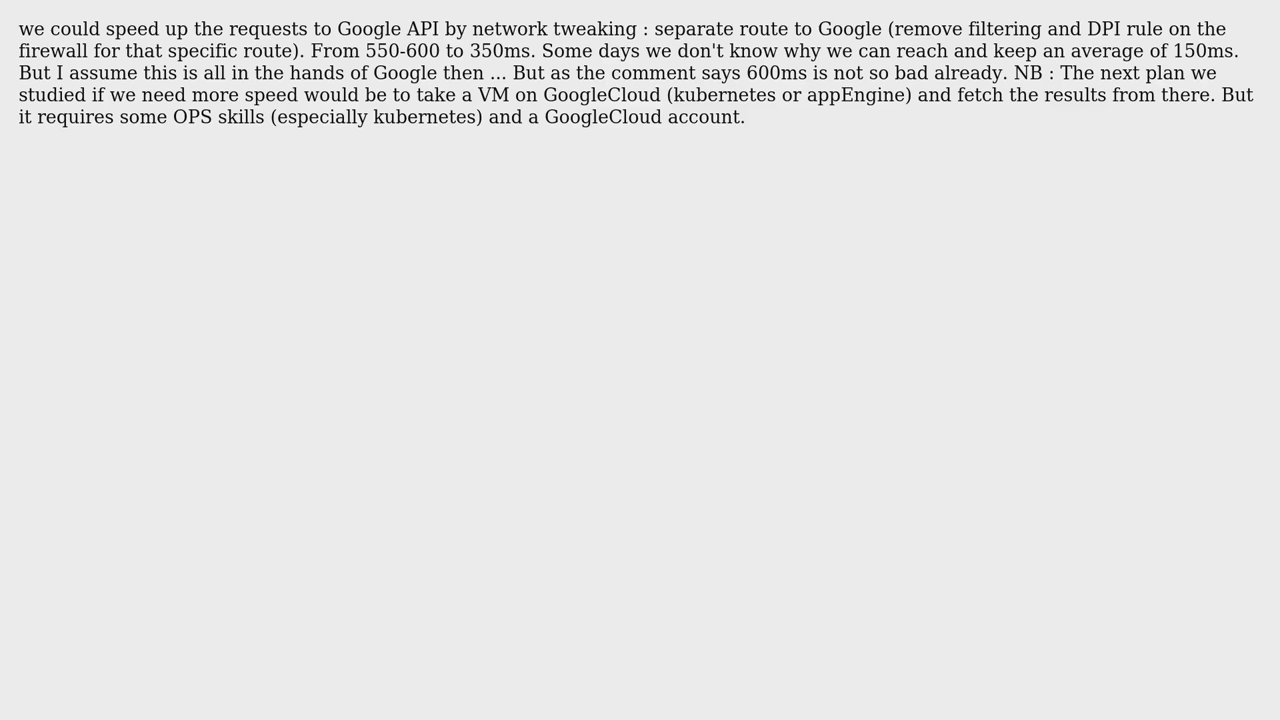 we could speed up the requests to Google API by network tweaking : separate route to Google (remove filtering and DPI rule on the
firewall for that specific route). From 550-600 to 350ms. Some days we don't know why we can reach and keep an average of 150ms.
But I assume this is all in the hands of Google then ... But as the comment says 600ms is not so bad already. NB : The next plan we
studied if we need more speed would be to take a VM on GoogleCloud (kubernetes or appEngine) and fetch the results from there. But
it requires some OPS skills (especially kubernetes) and a GoogleCloud account.